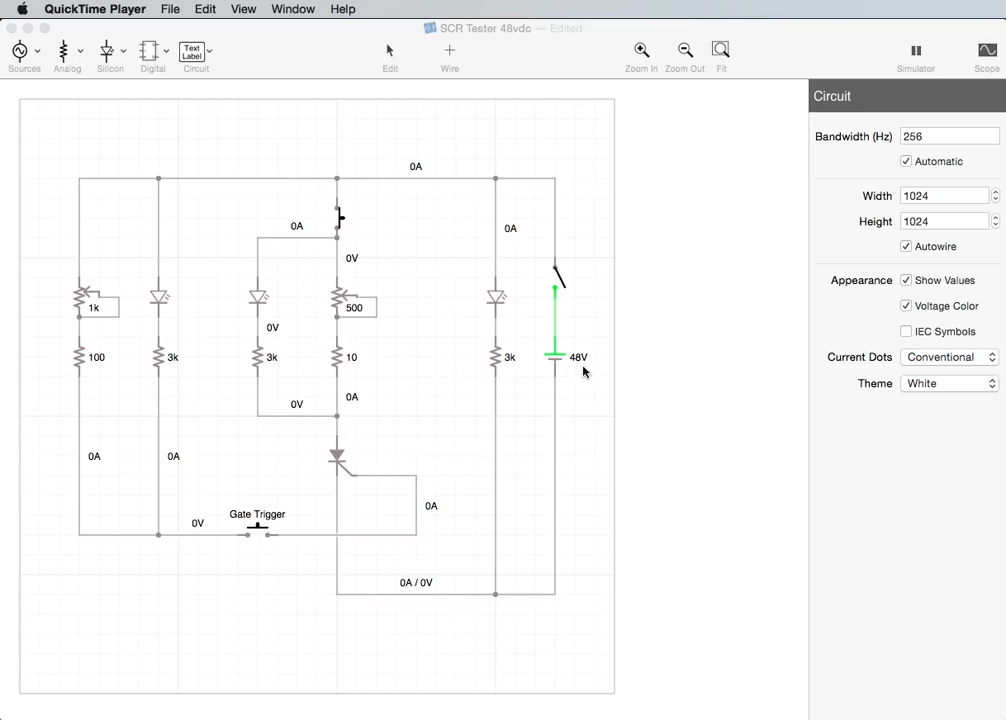 QuickTime Player File Edit View Window Help
SCR Tester 48vdc — Edited
Text
Label
Sources Analog Silicon Digital Circuit Edit Wire Zoom In Zoom Out Fit Simulator Scope
Circuit
Bandwidth (Hz) 256
Automatic
Width 1024
Height 1024
Autowire
Appearance: Show Values
Voltage Color
IEC Symbols
Current Dots Conventional
Theme White
0A
0A
0A
0V
1k
500
0V
100
3k
3k
10
3k
48V
0A
0V
0A
0A
0A
Gate Trigger
0V
0A / 0V